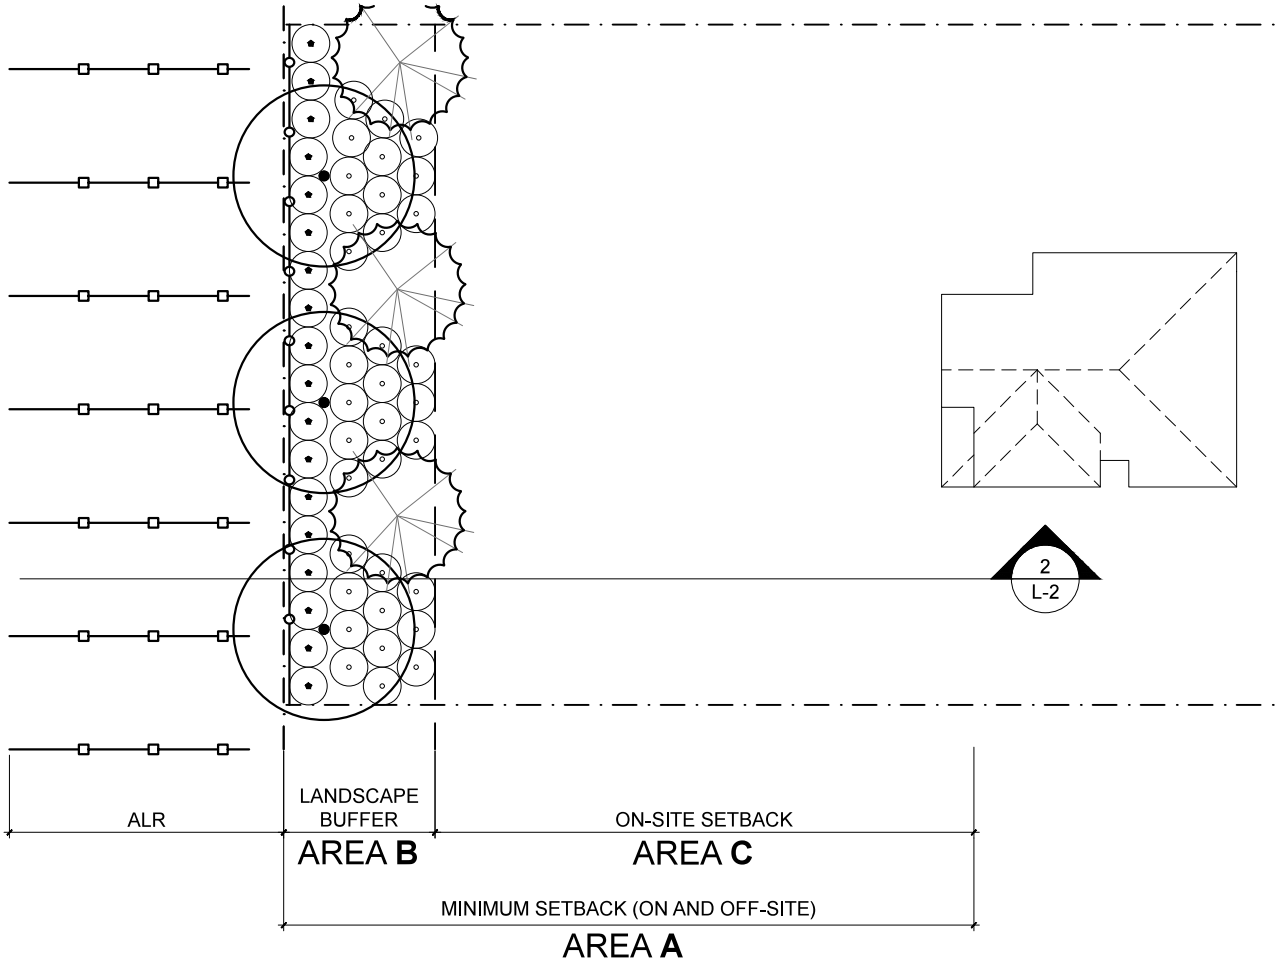 2
L-2
LANDSCAPE
BUFFER
ALR
ON-SITE SETBACK
AREA B
AREA C
MINIMUM SETBACK (ON AND OFF-SITE)
AREA A